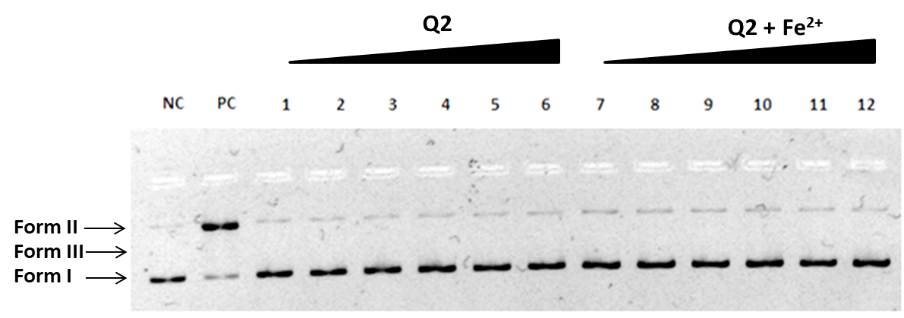 Q2 Q2 + Fe²⁺
NC PC 1 2 3 4 5 6 7 8 9 10 11 12
Form II
Form III
Form I